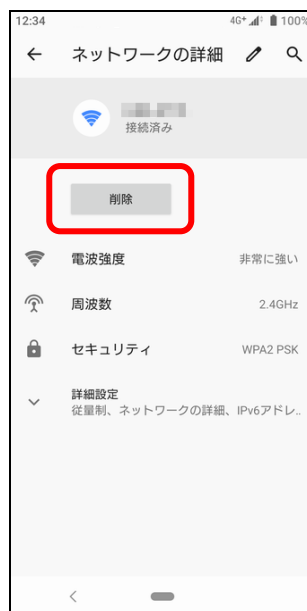 12:34 4G+ 100%
ネットワークの詳細
接続済み
削除
電波強度 非常に強い
周波数 2.4GHz
セキュリティ WPA2 PSK
詳細設定
従量制、ネットワークの詳細、IPv6アドレ..